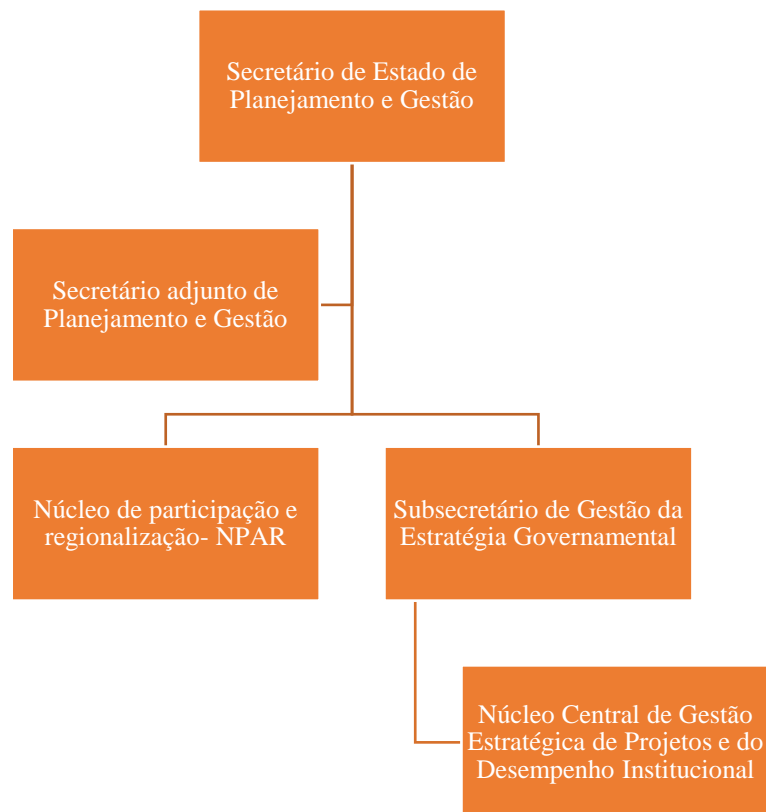 Secretário de Estado de
Planejamento e Gestão
Secretário adjunto de
Planejamento e Gestão
Núcleo de participação e
regionalização- NPAR
Subsecretário de Gestão da
Estratégia Governamental
Núcleo Central de Gestão
Estratégica de Projetos e do
Desempenho Institucional